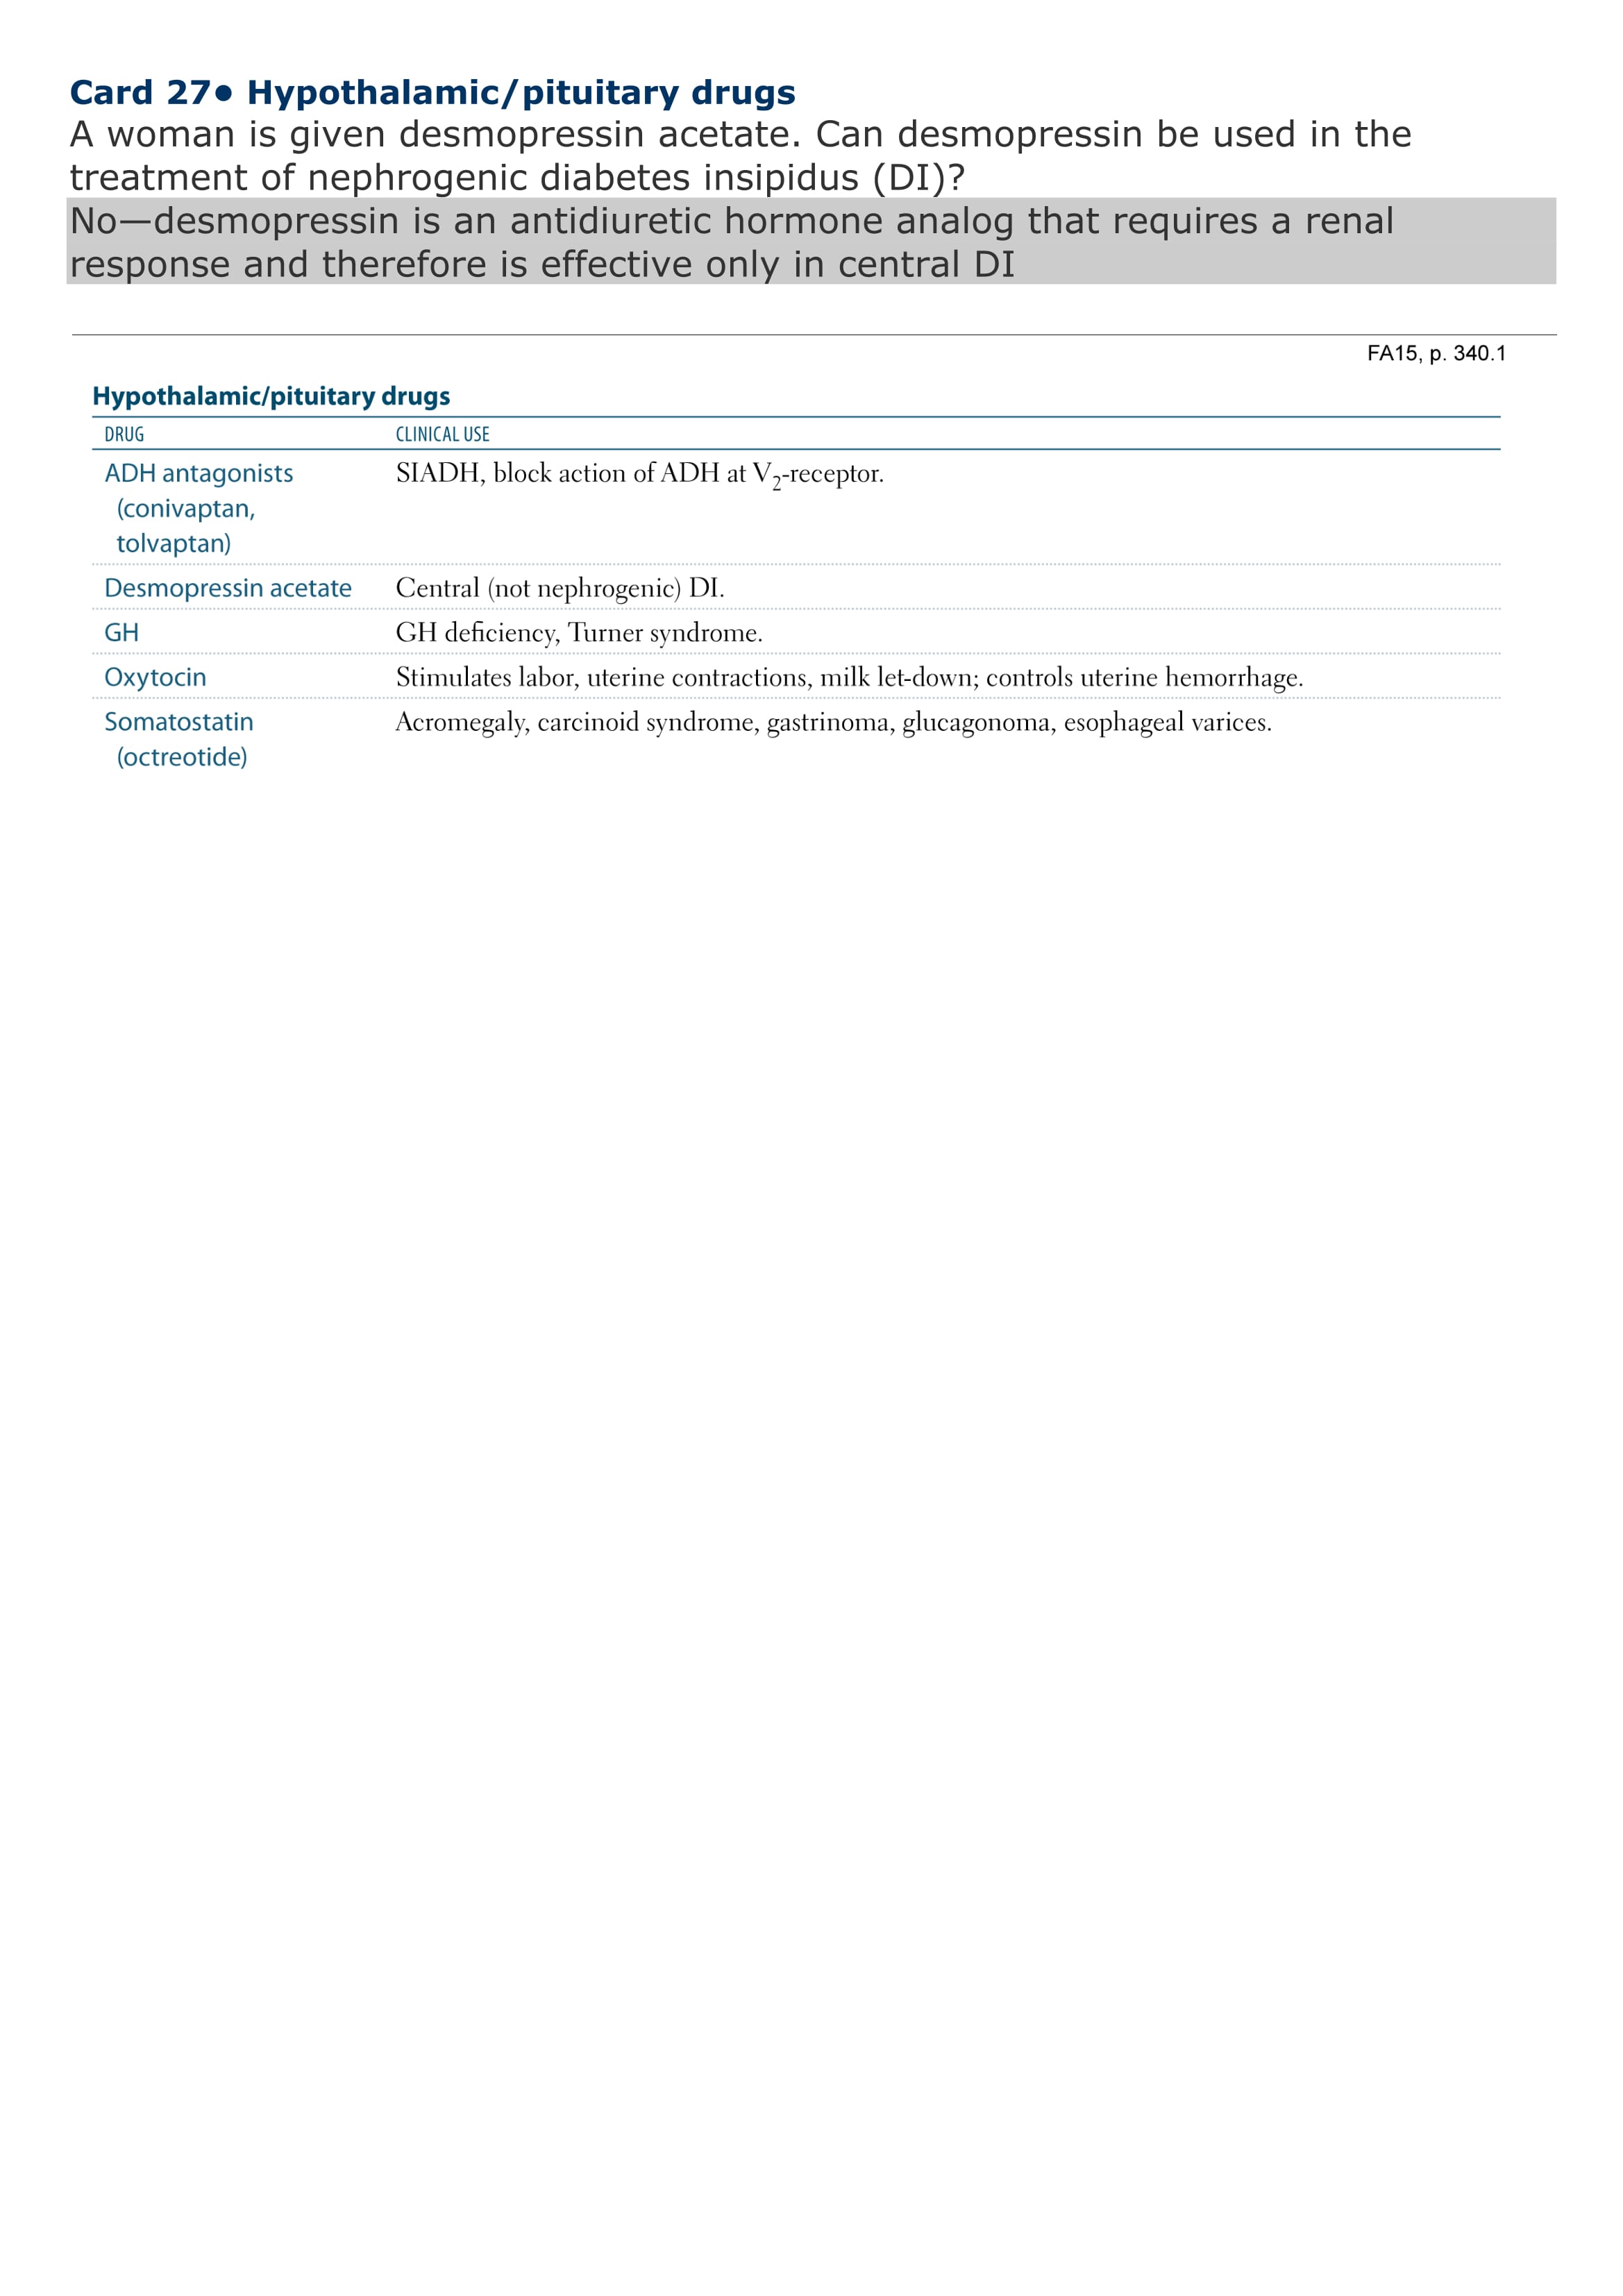 Card 27● Hypothalamic/pituitary drugs
A woman is given desmopressin acetate. Can desmopressin be used in the
treatment of nephrogenic diabetes insipidus (DI)?
No—desmopressin is an antidiuretic hormone analog that requires a renal
response and therefore is effective only in central DI
FA15, p. 340.1
Hypothalamic/pituitary drugs
DRUG CLINICAL USE
ADH antagonists SIADH, block action of ADH at V2-receptor.
(conivaptan,
tolvaptan)
Desmopressin acetate Central (not nephrogenic) DI.
GH GH deficiency, Turner syndrome.
Oxytocin Stimulates labor, uterine contractions, milk let-down; controls uterine hemorrhage.
Somatostatin Acromegaly, carcinoid syndrome, gastrinoma, glucagonoma, esophageal varices.
(octreotide)